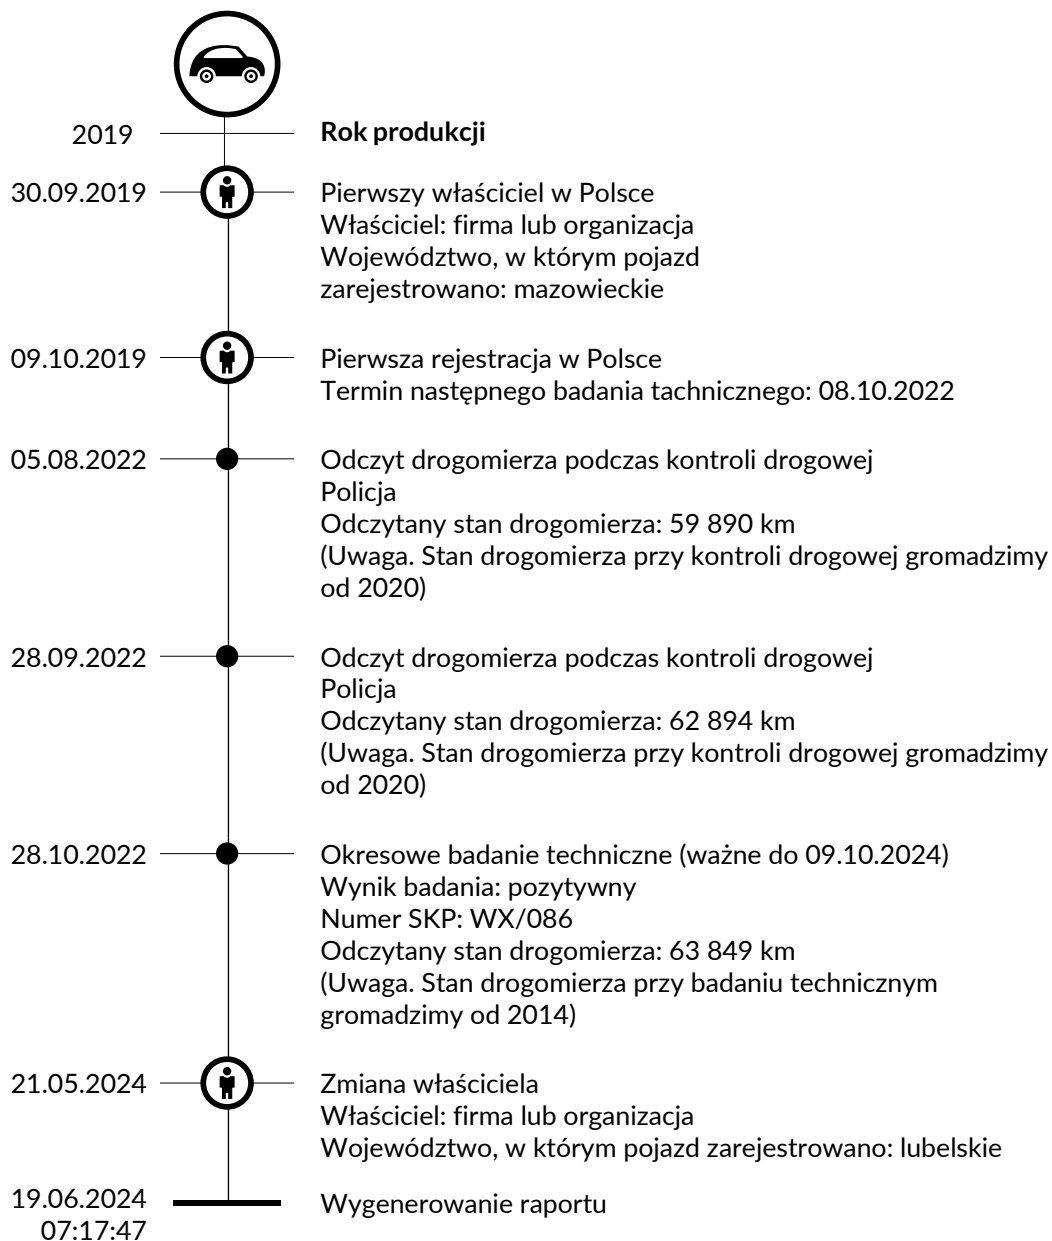 2019
Rok produkcji
30.09.2019
Pierwszy właściciel w Polsce
Właściciel: firma lub organizacja
Województwo, w którym pojazd
zarejestrowano: mazowieckie
09.10.2019
Pierwsza rejestracja w Polsce
Termin następnego badania tachnicznego: 08.10.2022
05.08.2022
Odczyt drogomierza podczas kontroli drogowej
Policja
Odczytany stan drogomierza: 59 890 km
(Uwaga. Stan drogomierza przy kontroli drogowej gromadzimy
od 2020)
28.09.2022
Odczyt drogomierza podczas kontroli drogowej
Policja
Odczytany stan drogomierza: 62 894 km
(Uwaga. Stan drogomierza przy kontroli drogowej gromadzimy
od 2020)
28.10.2022
Okresowe badanie techniczne (ważne do 09.10.2024)
Wynik badania: pozytywny
Numer SKP: WX/086
Odczytany stan drogomierza: 63 849 km
(Uwaga. Stan drogomierza przy badaniu technicznym
gromadzimy od 2014)
21.05.2024
Zmiana właściciela
Właściciel: firma lub organizacja
Województwo, w którym pojazd zarejestrowano: lubelskie
19.06.2024
07:17:47
Wygenerowanie raportu